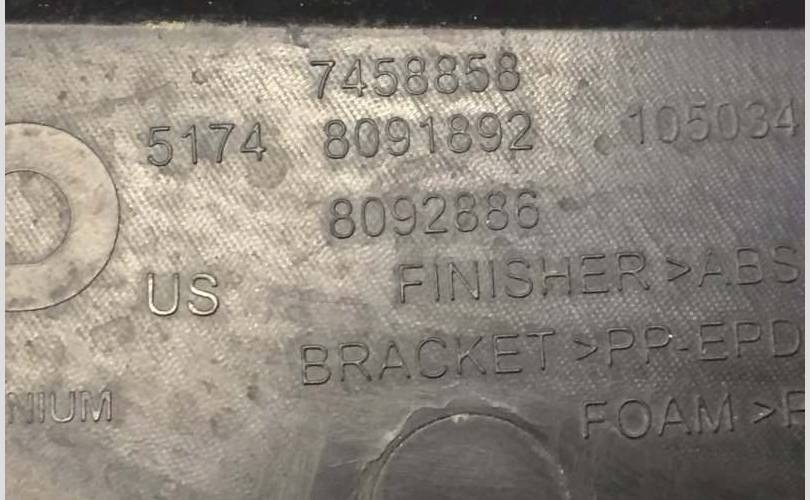 7458858
5174 8091892 105034
8092886
US FINISHER >ABS
BRACKET >PP-EPD
NIUM FOAM >P